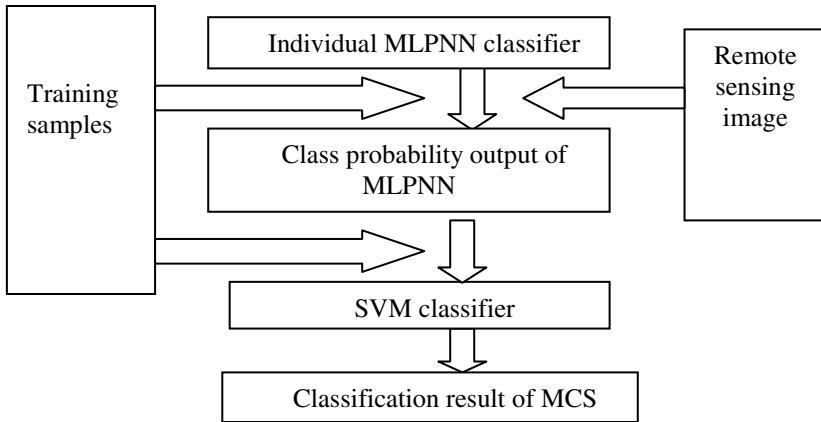 Individual MLPNN classifier
Training
samples
Remote
sensing
image
Class probability output of
MLPNN
SVM classifier
Classification result of MCS